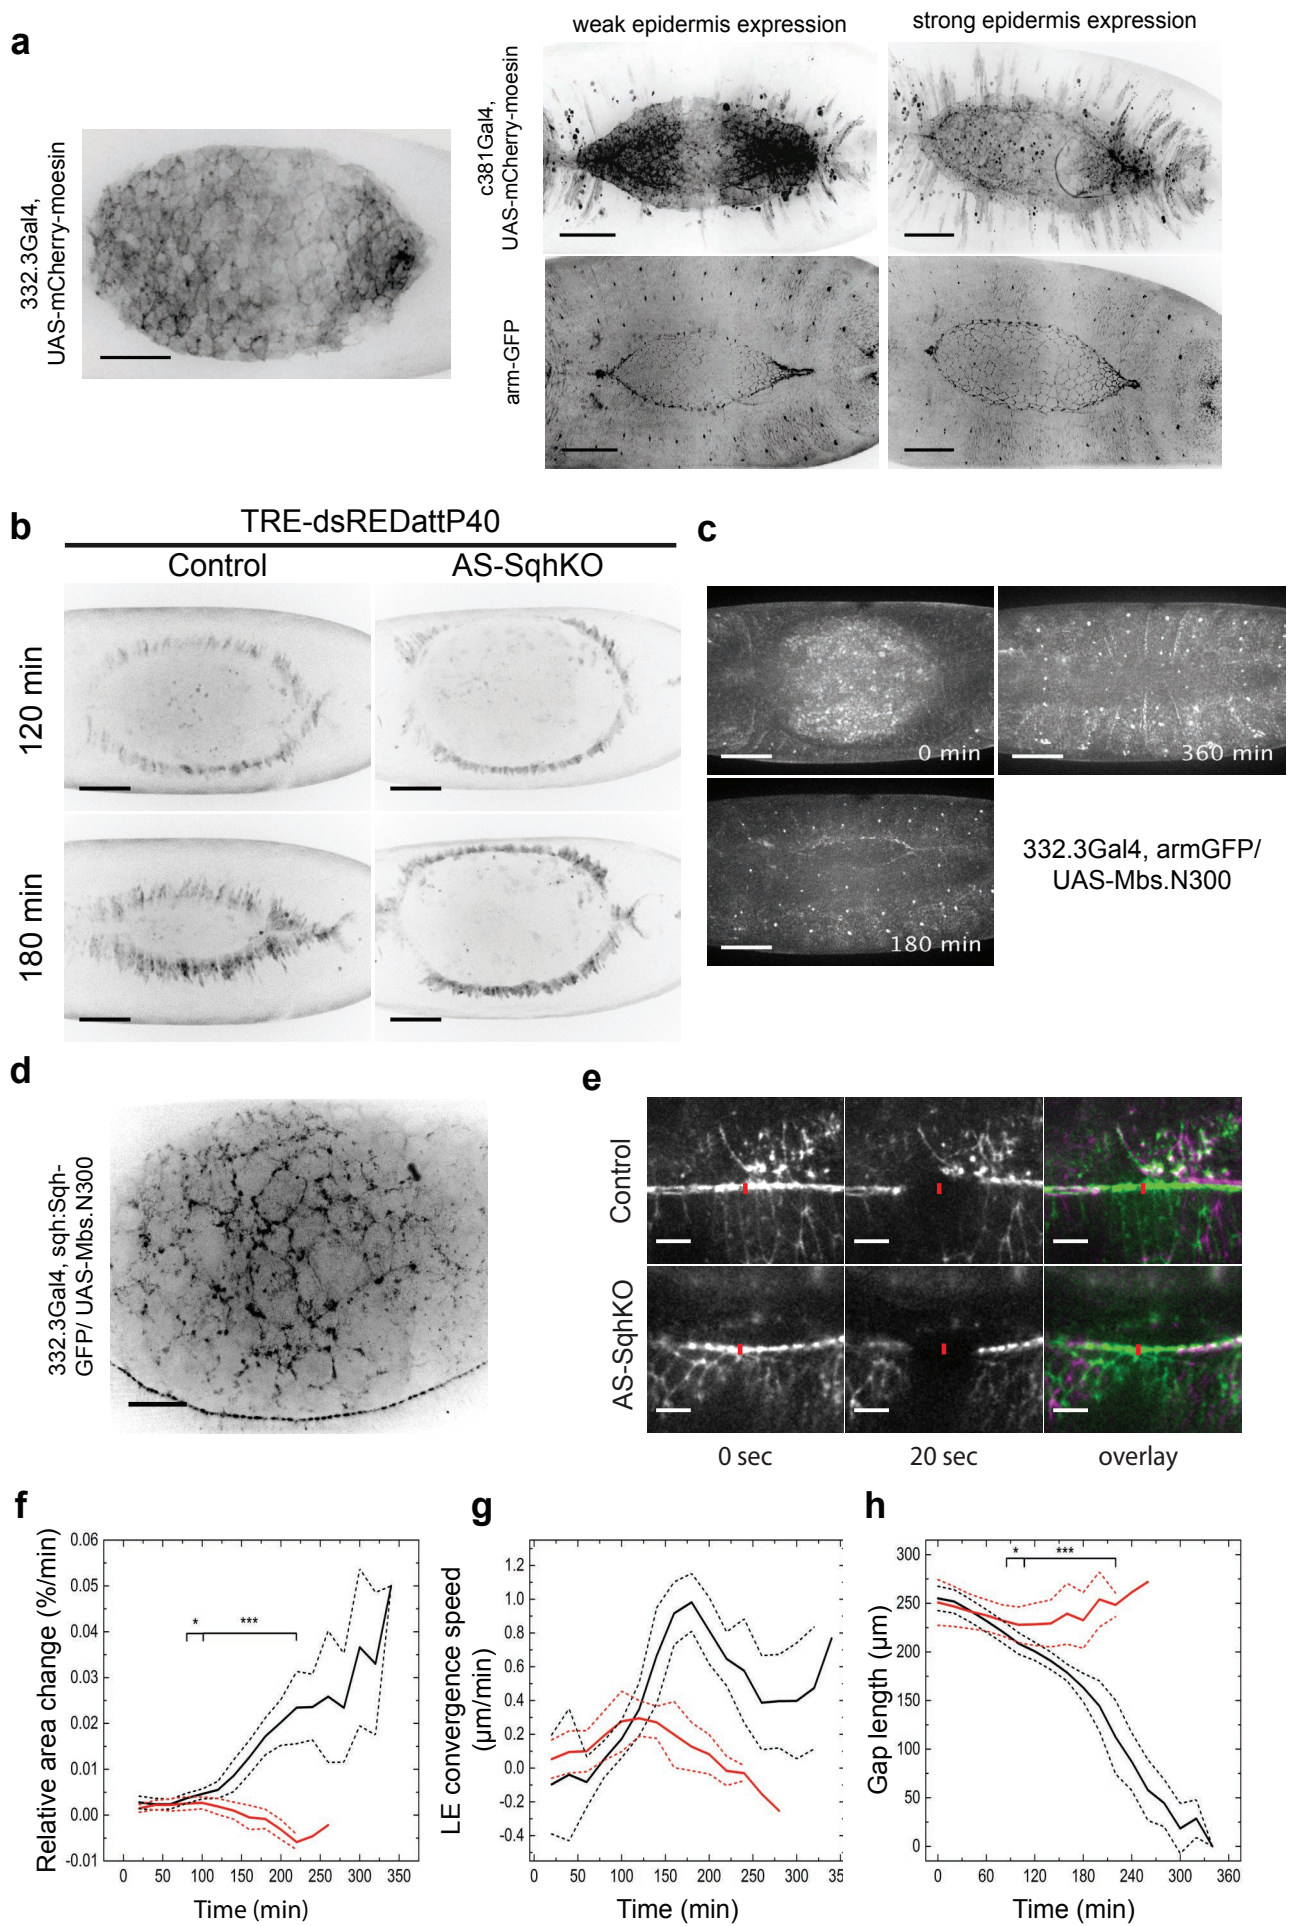 a
weak epidermis expression
strong epidermis expression
332.3Gal4,
UAS-mCherry-moesin
c381Gal4,
UAS-mCherry-moesin
arm-GFP
b
TRE-dsREDattP40
Control
AS-SqhKO
120 min
180 min
c
0 min
360 min
180 min
332.3Gal4, armGFP/
UAS-Mbs.N300
d
332.3Gal4, sqh:Sqh-
GFP/ UAS-Mbs.N300
e
Control
AS-SqhKO
0 sec
20 sec
overlay
f
Relative area change (%/min)
0.06
0.05
0.04
0.03
0.02
0.01
0.00
-0.01
* ***
0 50 100 150 200 250 300 350
Time (min)
g
LE convergence speed
(µm/min)
1.2
1.0
0.8
0.6
0.4
0.2
0.0
-0.2
-0.4
0 50 100 150 200 250 300 35
Time (min)
h
Gap length (µm)
300
250
200
150
100
50
0
* ***
0 60 120 180 240 300 360
Time (min)